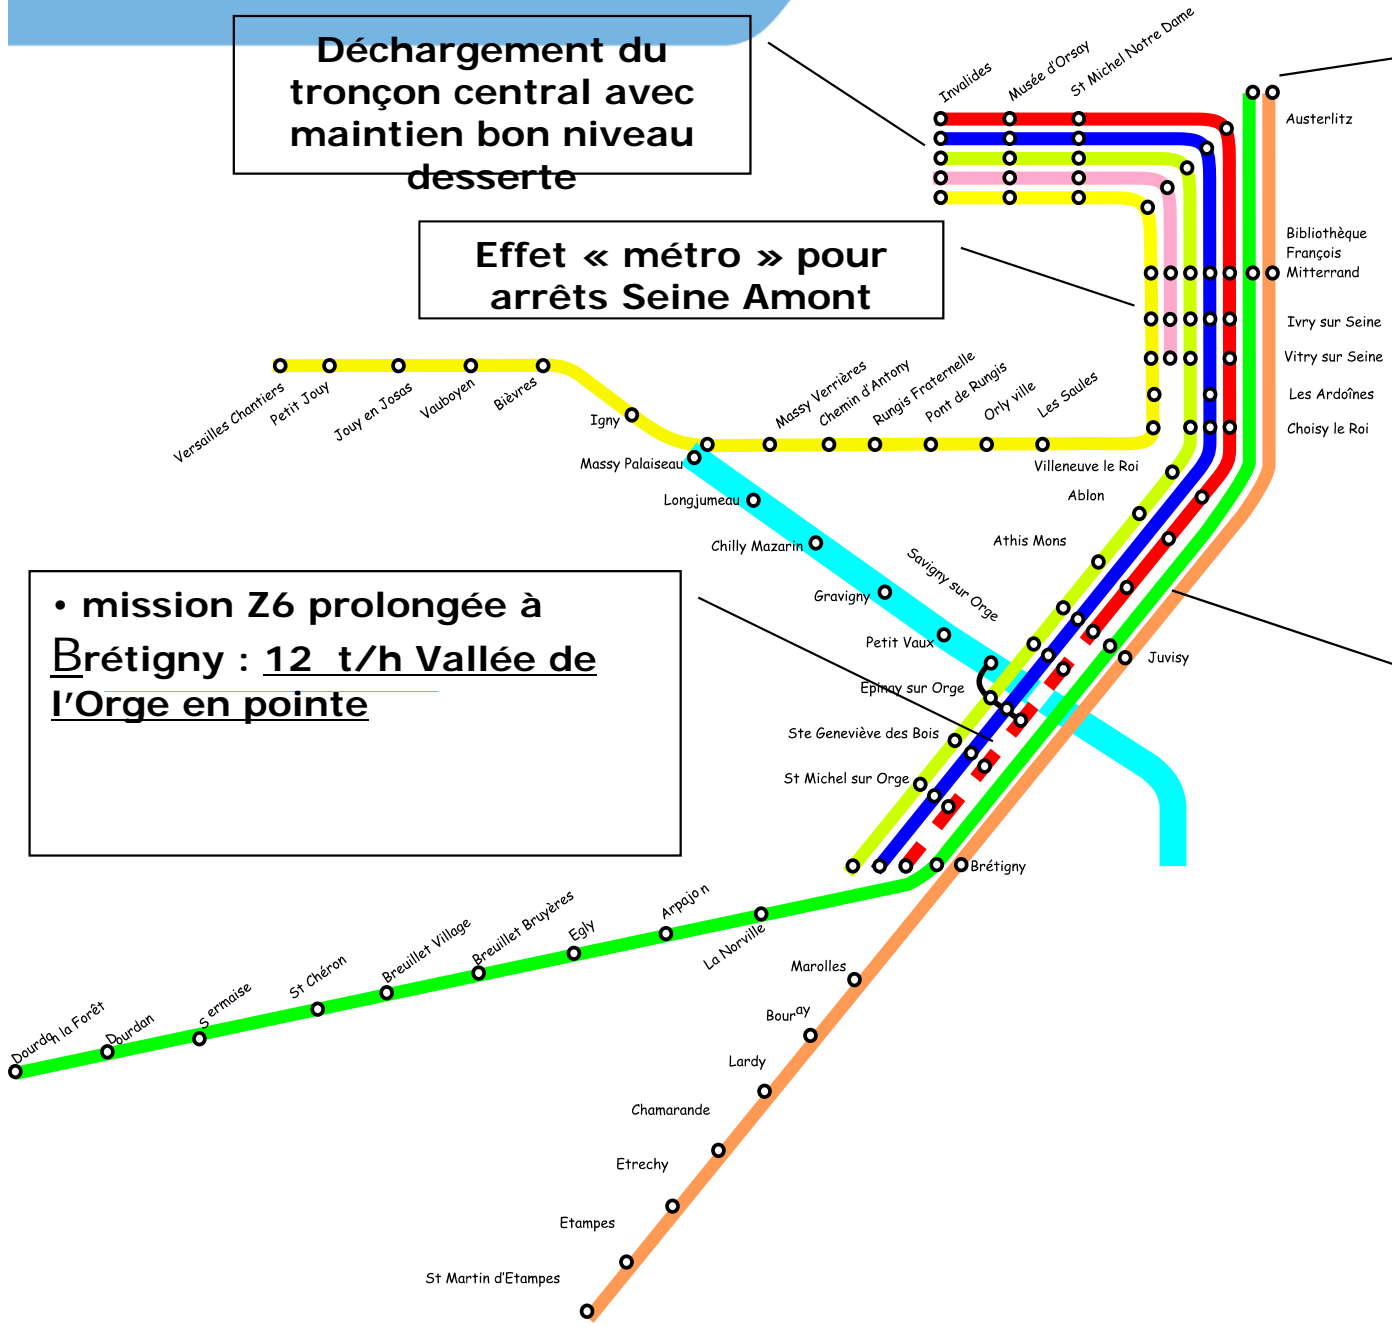 Déchargement du
tronçon central avec
maintien bon niveau
desserte
Invalides
Musée d'Orsay
St Michel Notre Dame
Austerlitz
Effet « métro » pour
arrêts Seine Amont
Bibliothèque
François
Mitterrand
Ivry sur Seine
Vitry sur Seine
Les Ardoînes
Choisy le Roi
Versailles Chantiers
Petit Jouy
Jouy en Josas
Vauboyen
Bièvres
Igny
Massy Palaiseau
Massy Verrières
Chemin d'Antony
Rungis Fraternelle
Pont de Rungis
Orly ville
Les Saules
Villeneuve le Roi
Ablon
Athis Mons
Longjumeau
Chilly Mazarin
Gravigny
Savigny sur Orge
Petit Vaux
Juvisy
Epinay sur Orge
Ste Geneviève des Bois
St Michel sur Orge
Brétigny
• mission Z6 prolongée à
Brétigny : 12 t/h Vallée de
l'Orge en pointe
Dourdan la Forêt
Dourdan
Sermaise
St Chéron
Breuillet Village
Breuillet Bruyères
Egly
Arpajon
La Norville
Marolles
Bouray
Lardy
Chamarande
Etrechy
Etampes
St Martin d'Etampes